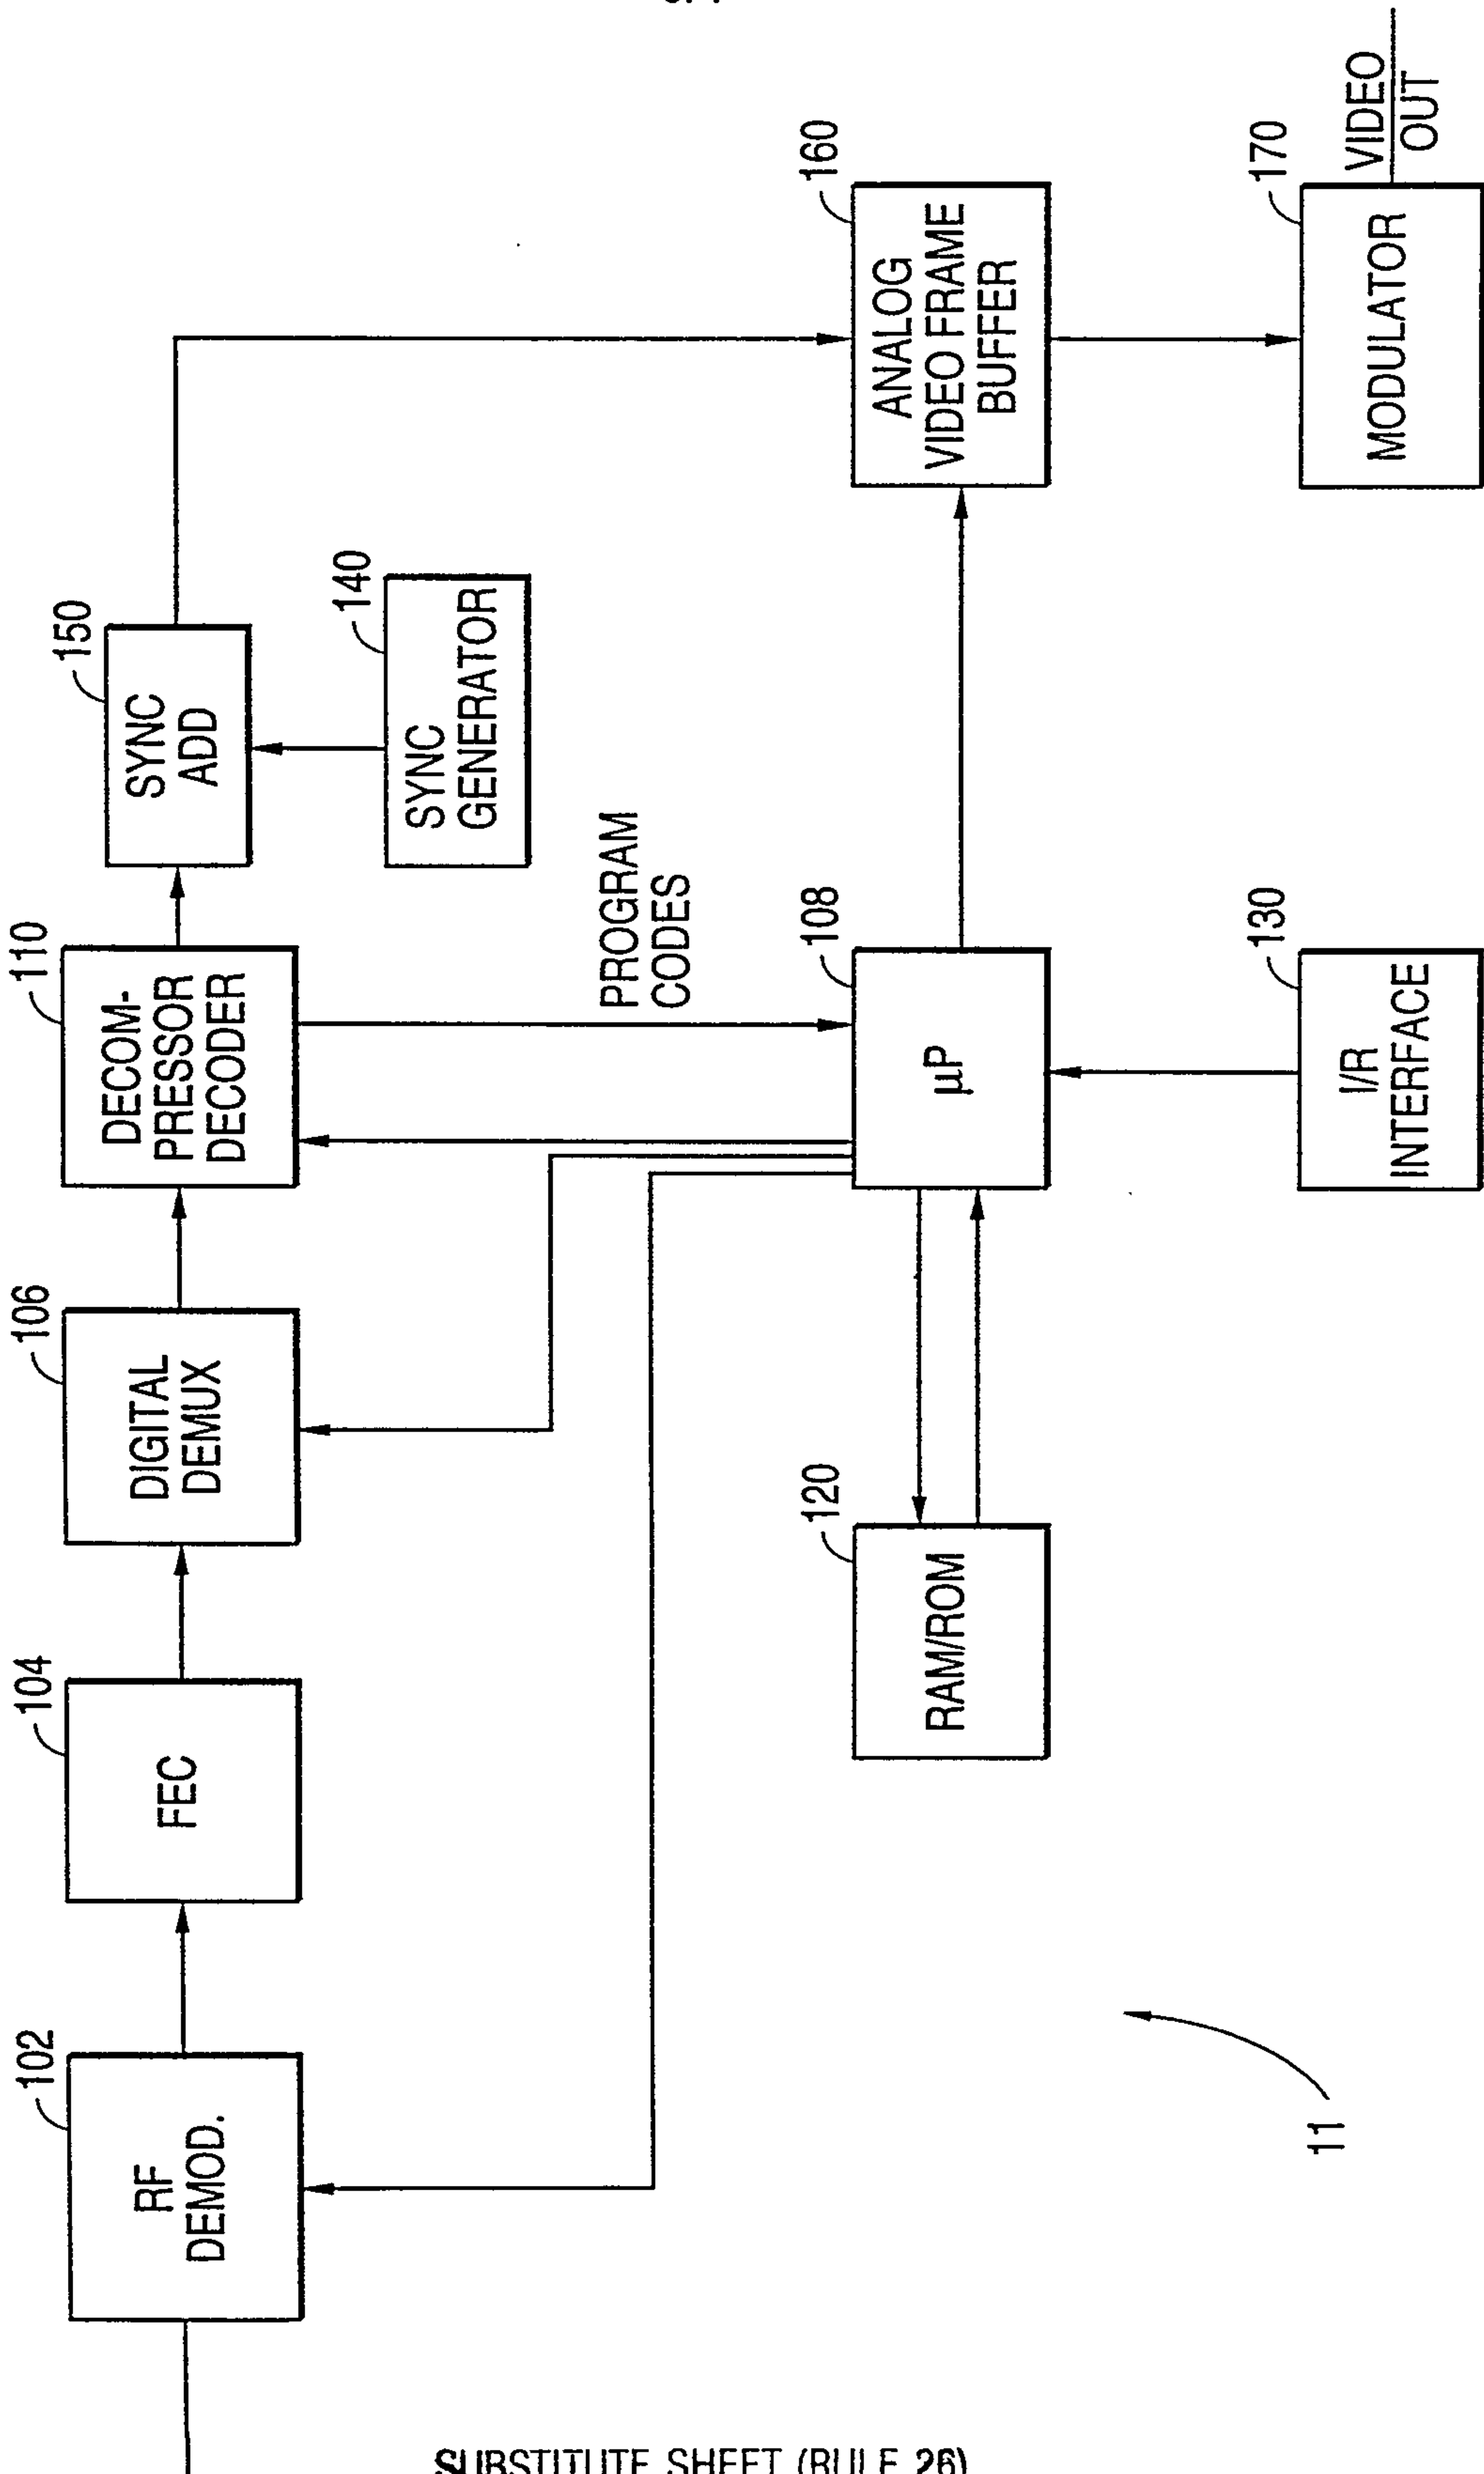 102
RF
DEMOD.
104
FEC
106
DIGITAL
DEMUX
110
DECOM-
PRESSOR
DECODER
150
SYNC
ADD
140
SYNC
GENERATOR
PROGRAM
CODES
120
RAM/ROM
108
µP
160
ANALOG
VIDEO FRAME
BUFFER
130
I/R
INTERFACE
170
MODULATOR
VIDEO
OUT
11
SUBSTITUTE SHEET (RULE 26)